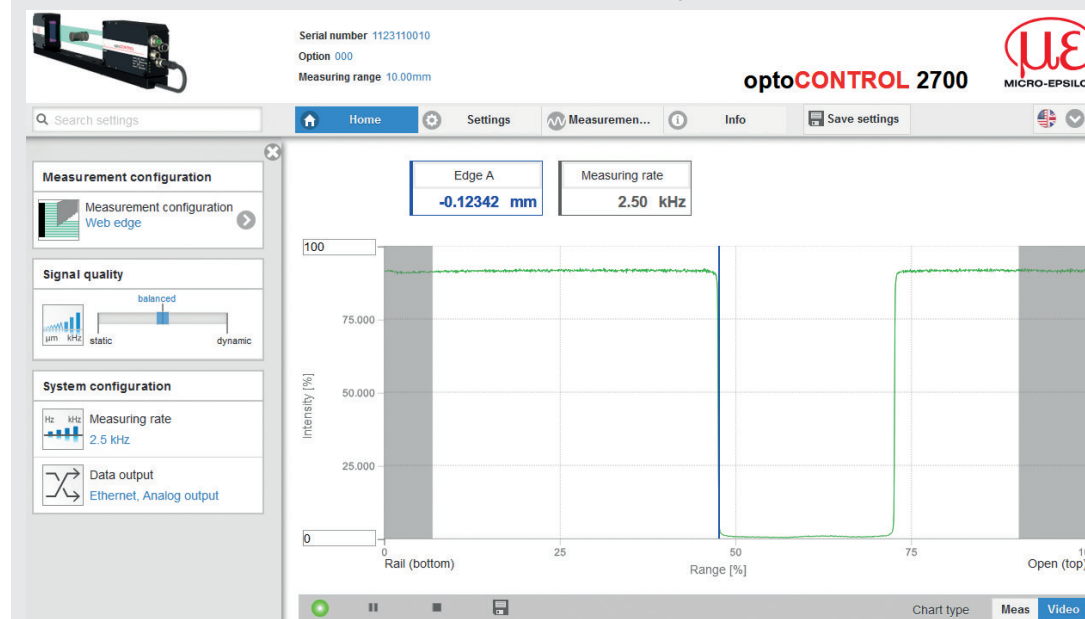 Serial number 1123110010
Option 000
Measuring range 10.00mm
optoCONTROL 2700
με
MICRO-EPSILO
Search settings
Home
Settings
Measuremen...
Info
Save settings
Measurement configuration
Measurement configuration
Web edge
Signal quality
balanced
µm kHz
static
dynamic
System configuration
Hz kHz
Measuring rate
2.5 kHz
Data output
Ethernet, Analog output
Edge A
-0.12342 mm
Measuring rate
2.50 kHz
100
75.000
50.000
25.000
0
Intensity [%]
0 25 50 75 10
Rail (bottom)
Range [%]
Open (top)
Chart type
Meas
Video